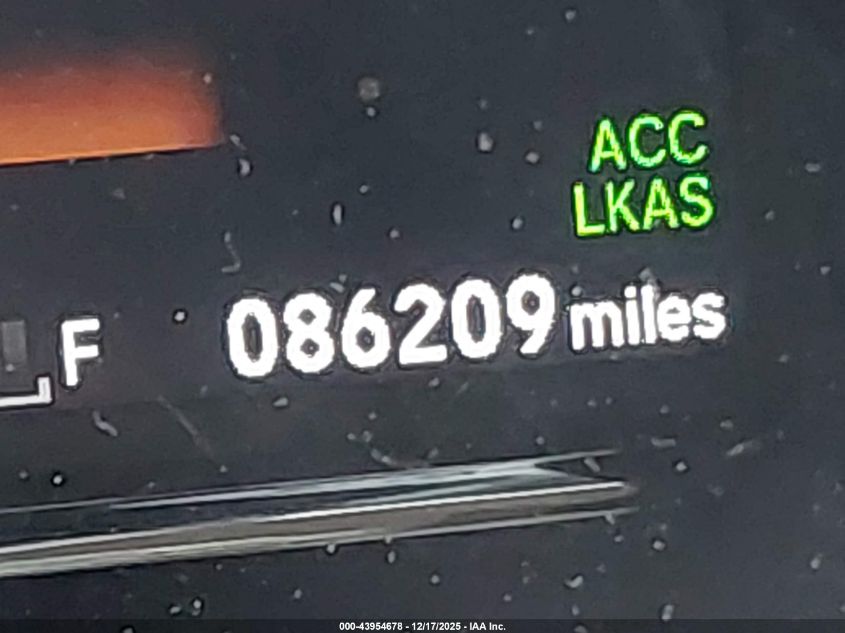 ACC
LKAS
F 086209 miles
000-43954678 - 12/17/2025 - IAA Inc.